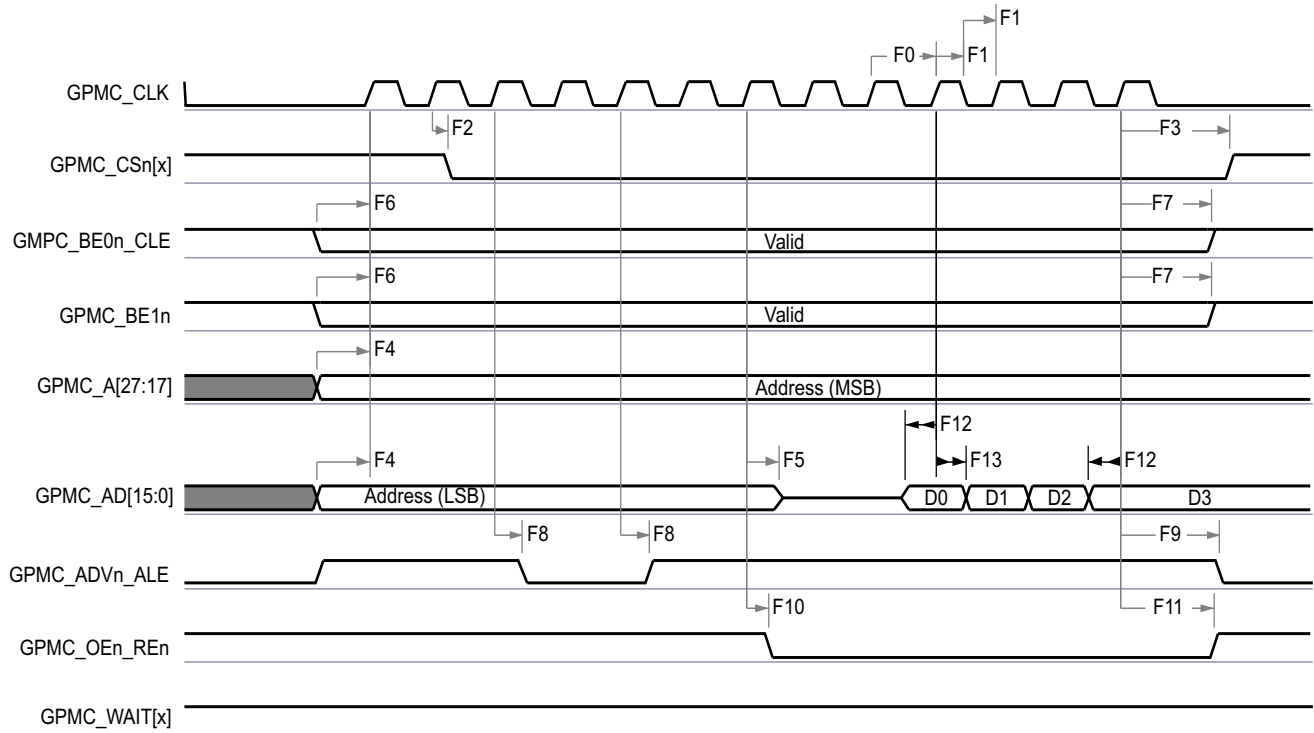 F1
F0 F1
GPMC_CLK
F2 F3
GPMC_CSn[x]
F6 F7
GMPC_BE0n_CLE Valid
F6 F7
GPMC_BE1n Valid
F4
GPMC_A[27:17] Address (MSB)
F12
F4 F5 F13 F12
GPMC_AD[15:0] Address (LSB) D0 D1 D2 D3
F8 F8 F9
GPMC_ADVn_ALE
F10 F11
GPMC_OEn_REn
GPMC_WAIT[x]